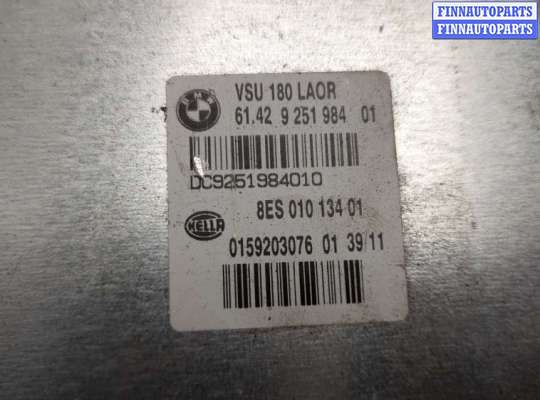 FINNAUTOPARTS
FINNAUTOPARTS
BMW
VSU 180 LAOR
61.42 9 251 984 01
DC9251984010
8ES 010 134 01
HELLA
0159203076 01 39 11